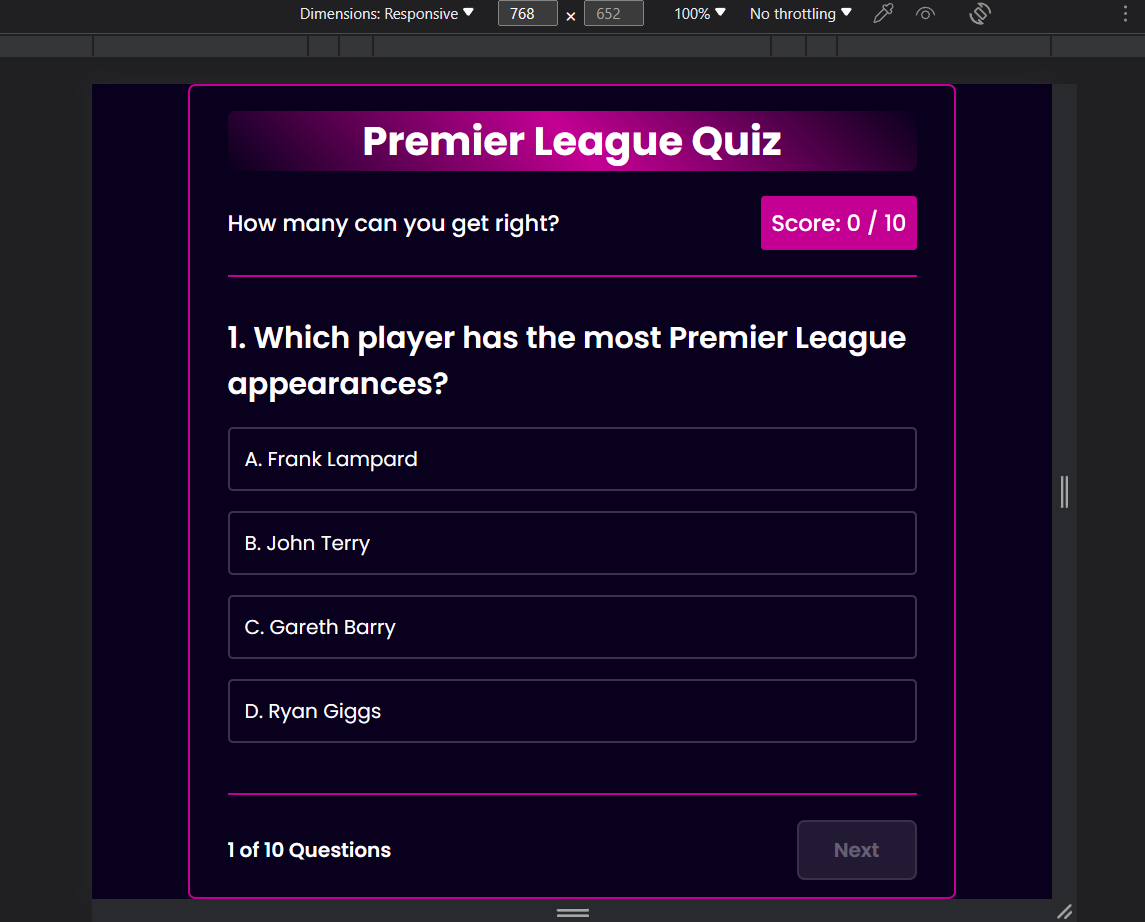 Dimensions: Responsive 768 × 652 100% No throttling
Premier League Quiz
How many can you get right? Score: 0 / 10
1. Which player has the most Premier League
appearances?
A. Frank Lampard
B. John Terry
C. Gareth Barry
D. Ryan Giggs
1 of 10 Questions Next